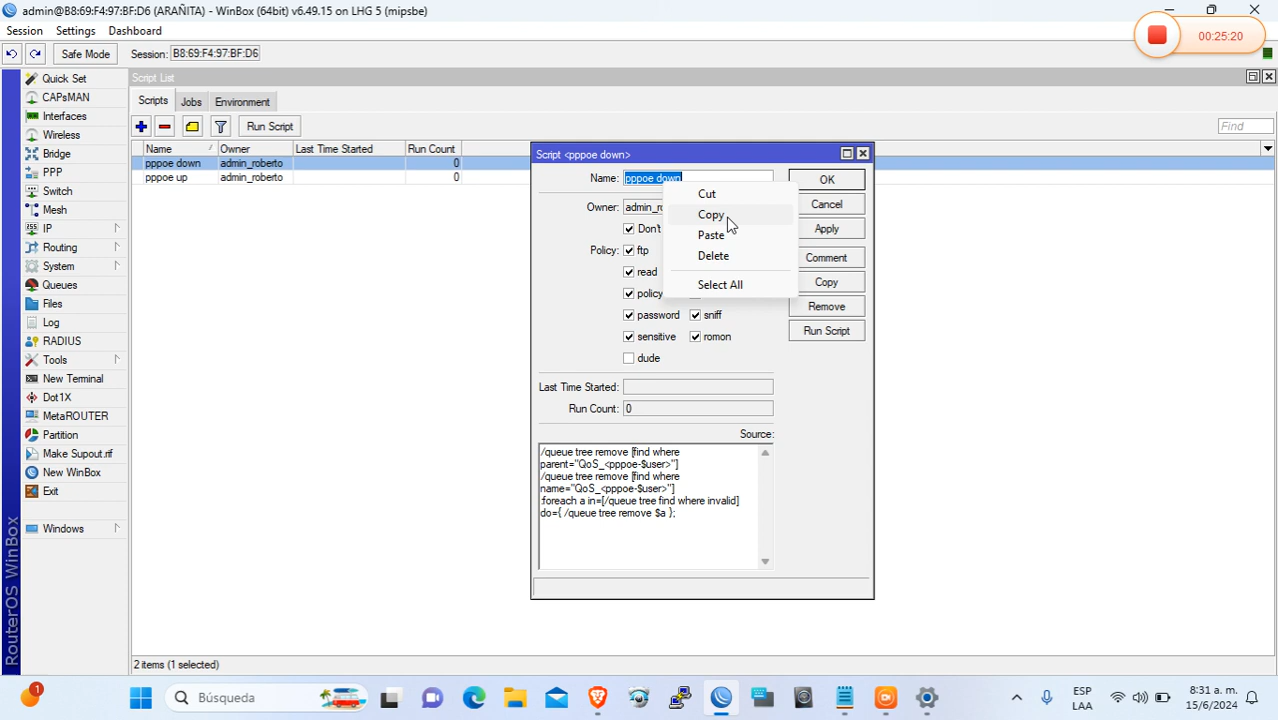 admin@B8:69:F4:97:BF:D6 (ARAÑITA) - WinBox (64bit) v6.49.15 on LHG 5 (mipsbe)
Session Settings Dashboard
00:25:20
Safe Mode Session: B8:69:F4:97:BF:D6
Quick Set
CAPsMAN
Interfaces
Wireless
Bridge
PPP
Switch
Mesh
IP
Routing
System
Queues
Files
Log
RADIUS
Tools
New Terminal
Dot1X
MetaROUTER
Partition
Make Supout.rif
New WinBox
Exit
Windows
RouterOS WinBox
Script List
Scripts Jobs Environment
Run Script Find
Name / Owner Last Time Started Run Count
pppoe down admin_roberto 0
pppoe up admin_roberto 0
2 items (1 selected)
Script <pppoe down>
Name: pppoe down
Owner: admin_ro
Don't
Policy: ftp
read
policy
password sniff
sensitive romon
dude
Last Time Started:
Run Count: 0
Source:
/queue tree remove [find where
parent="QoS_<pppoe-$user>"]
/queue tree remove [find where
name="QoS_<pppoe-$user>"]
:foreach a in=[/queue tree find where invalid]
do={ /queue tree remove $a };
OK
Cancel
Apply
Comment
Copy
Remove
Run Script
Cut
Copy
Paste
Delete
Select All
1
Búsqueda
ESP
LAA
8:31 a. m.
15/6/2024